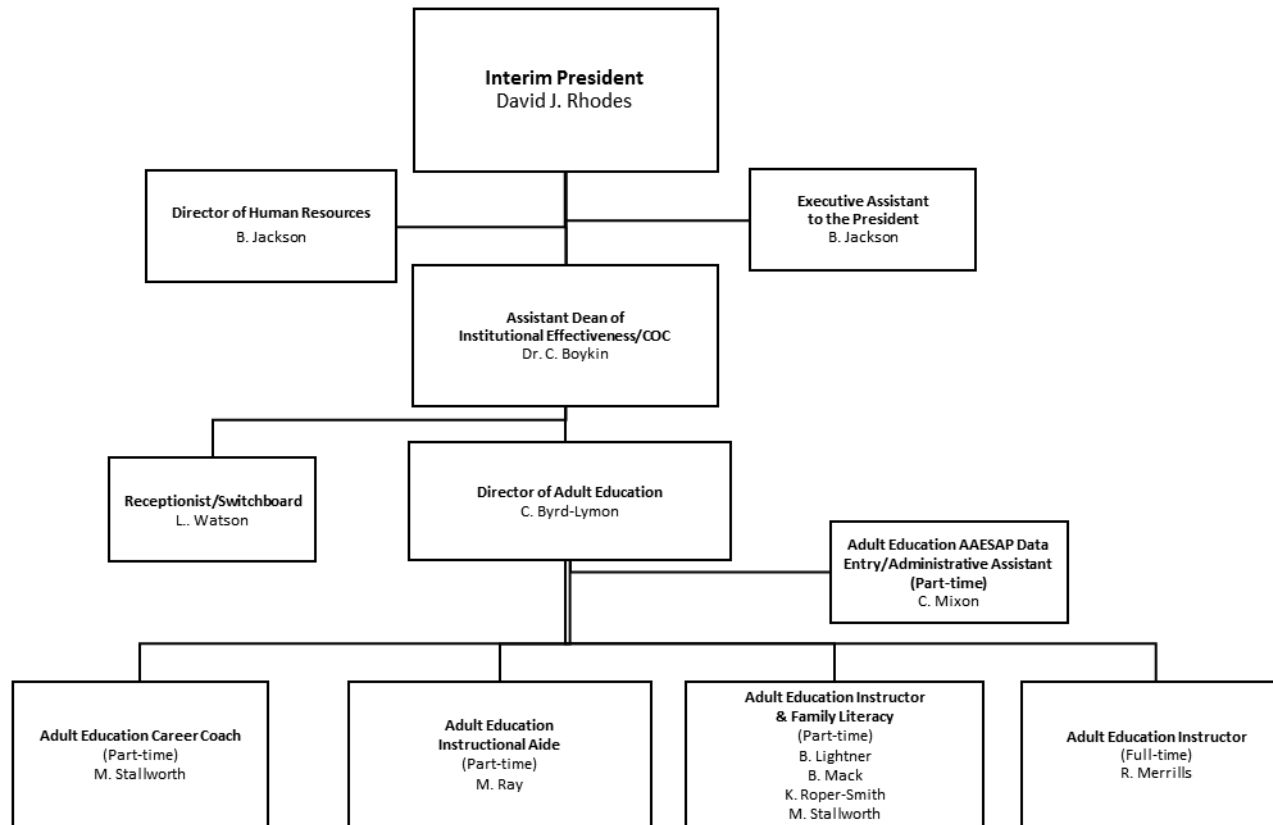 Interim President
David J. Rhodes
Director of Human Resources
B. Jackson
Executive Assistant
to the President
B. Jackson
Assistant Dean of
Institutional Effectiveness/COC
Dr. C. Boykin
Receptionist/Switchboard
L.. Watson
Director of Adult Education
C. Byrd-Lymon
Adult Education AAESAP Data
Entry/Administrative Assistant
(Part-time)
C. Mixon
Adult Education Career Coach
(Part-time)
M. Stallworth
Adult Education
Instructional Aide
(Part-time)
M. Ray
Adult Education Instructor
& Family Literacy
(Part-time)
B. Lightner
B. Mack
K. Roper-Smith
M. Stallworth
Adult Education Instructor
(Full-time)
R. Merrills